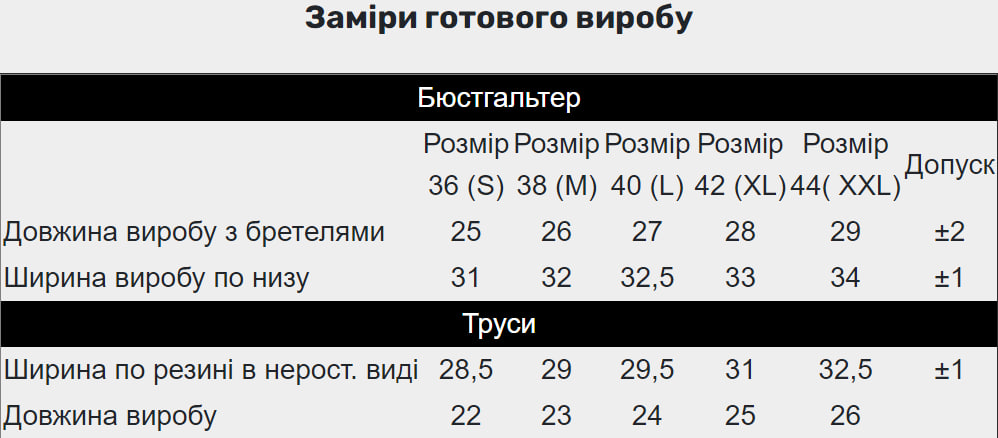 Заміри готового виробу
Бюстгальтер
Розмір Розмір Розмір Розмір Розмір Допуск
36 (S) 38 (M) 40 (L) 42 (XL) 44( XXL)
Довжина виробу з бретелями 25 26 27 28 29 ±2
Ширина виробу по низу 31 32 32,5 33 34 ±1
Труси
Ширина по резині в нерост. виді 28,5 29 29,5 31 32,5 ±1
Довжина виробу 22 23 24 25 26